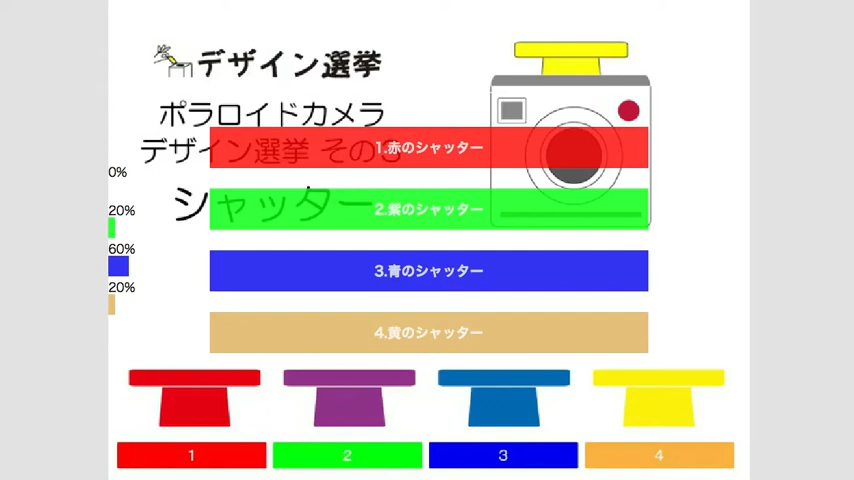 デザイン選挙
ポラロイドカメラ
デザイン選挙 その3
シャッター
1.赤のシャッター
2.紫のシャッター
3.青のシャッター
4.黄のシャッター
0%
20%
60%
20%
1
2
3
4